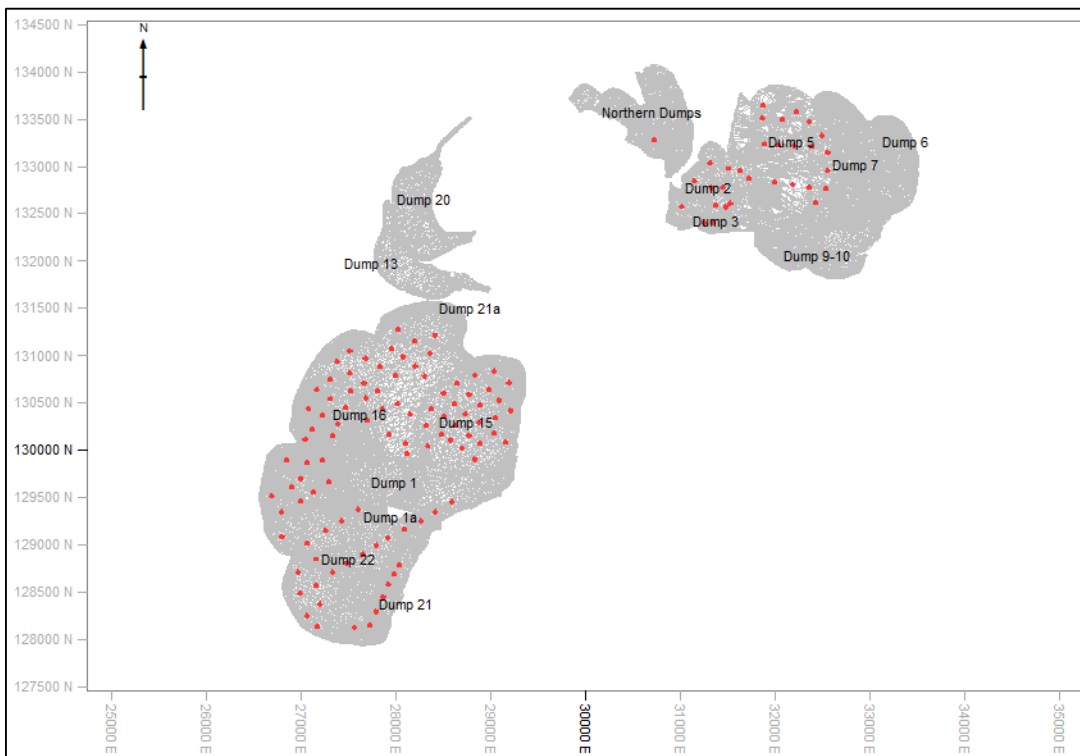 134500 N
N
134000 N
133500 N
133000 N
132500 N
132000 N
131500 N
131000 N
130500 N
130000 N
129500 N
129000 N
128500 N
128000 N
127500 N
Northern Dumps
Dump 5
Dump 6
Dump 7
Dump 2
Dump 20
Dump 3
Dump 13
Dump 9-10
Dump 21a
Dump 16
Dump 15
Dump 1
Dump 1a
Dump 22
Dump 21
25000 E
26000 E
27000 E
28000 E
29000 E
30000 E
31000 E
32000 E
33000 E
34000 E
35000 E